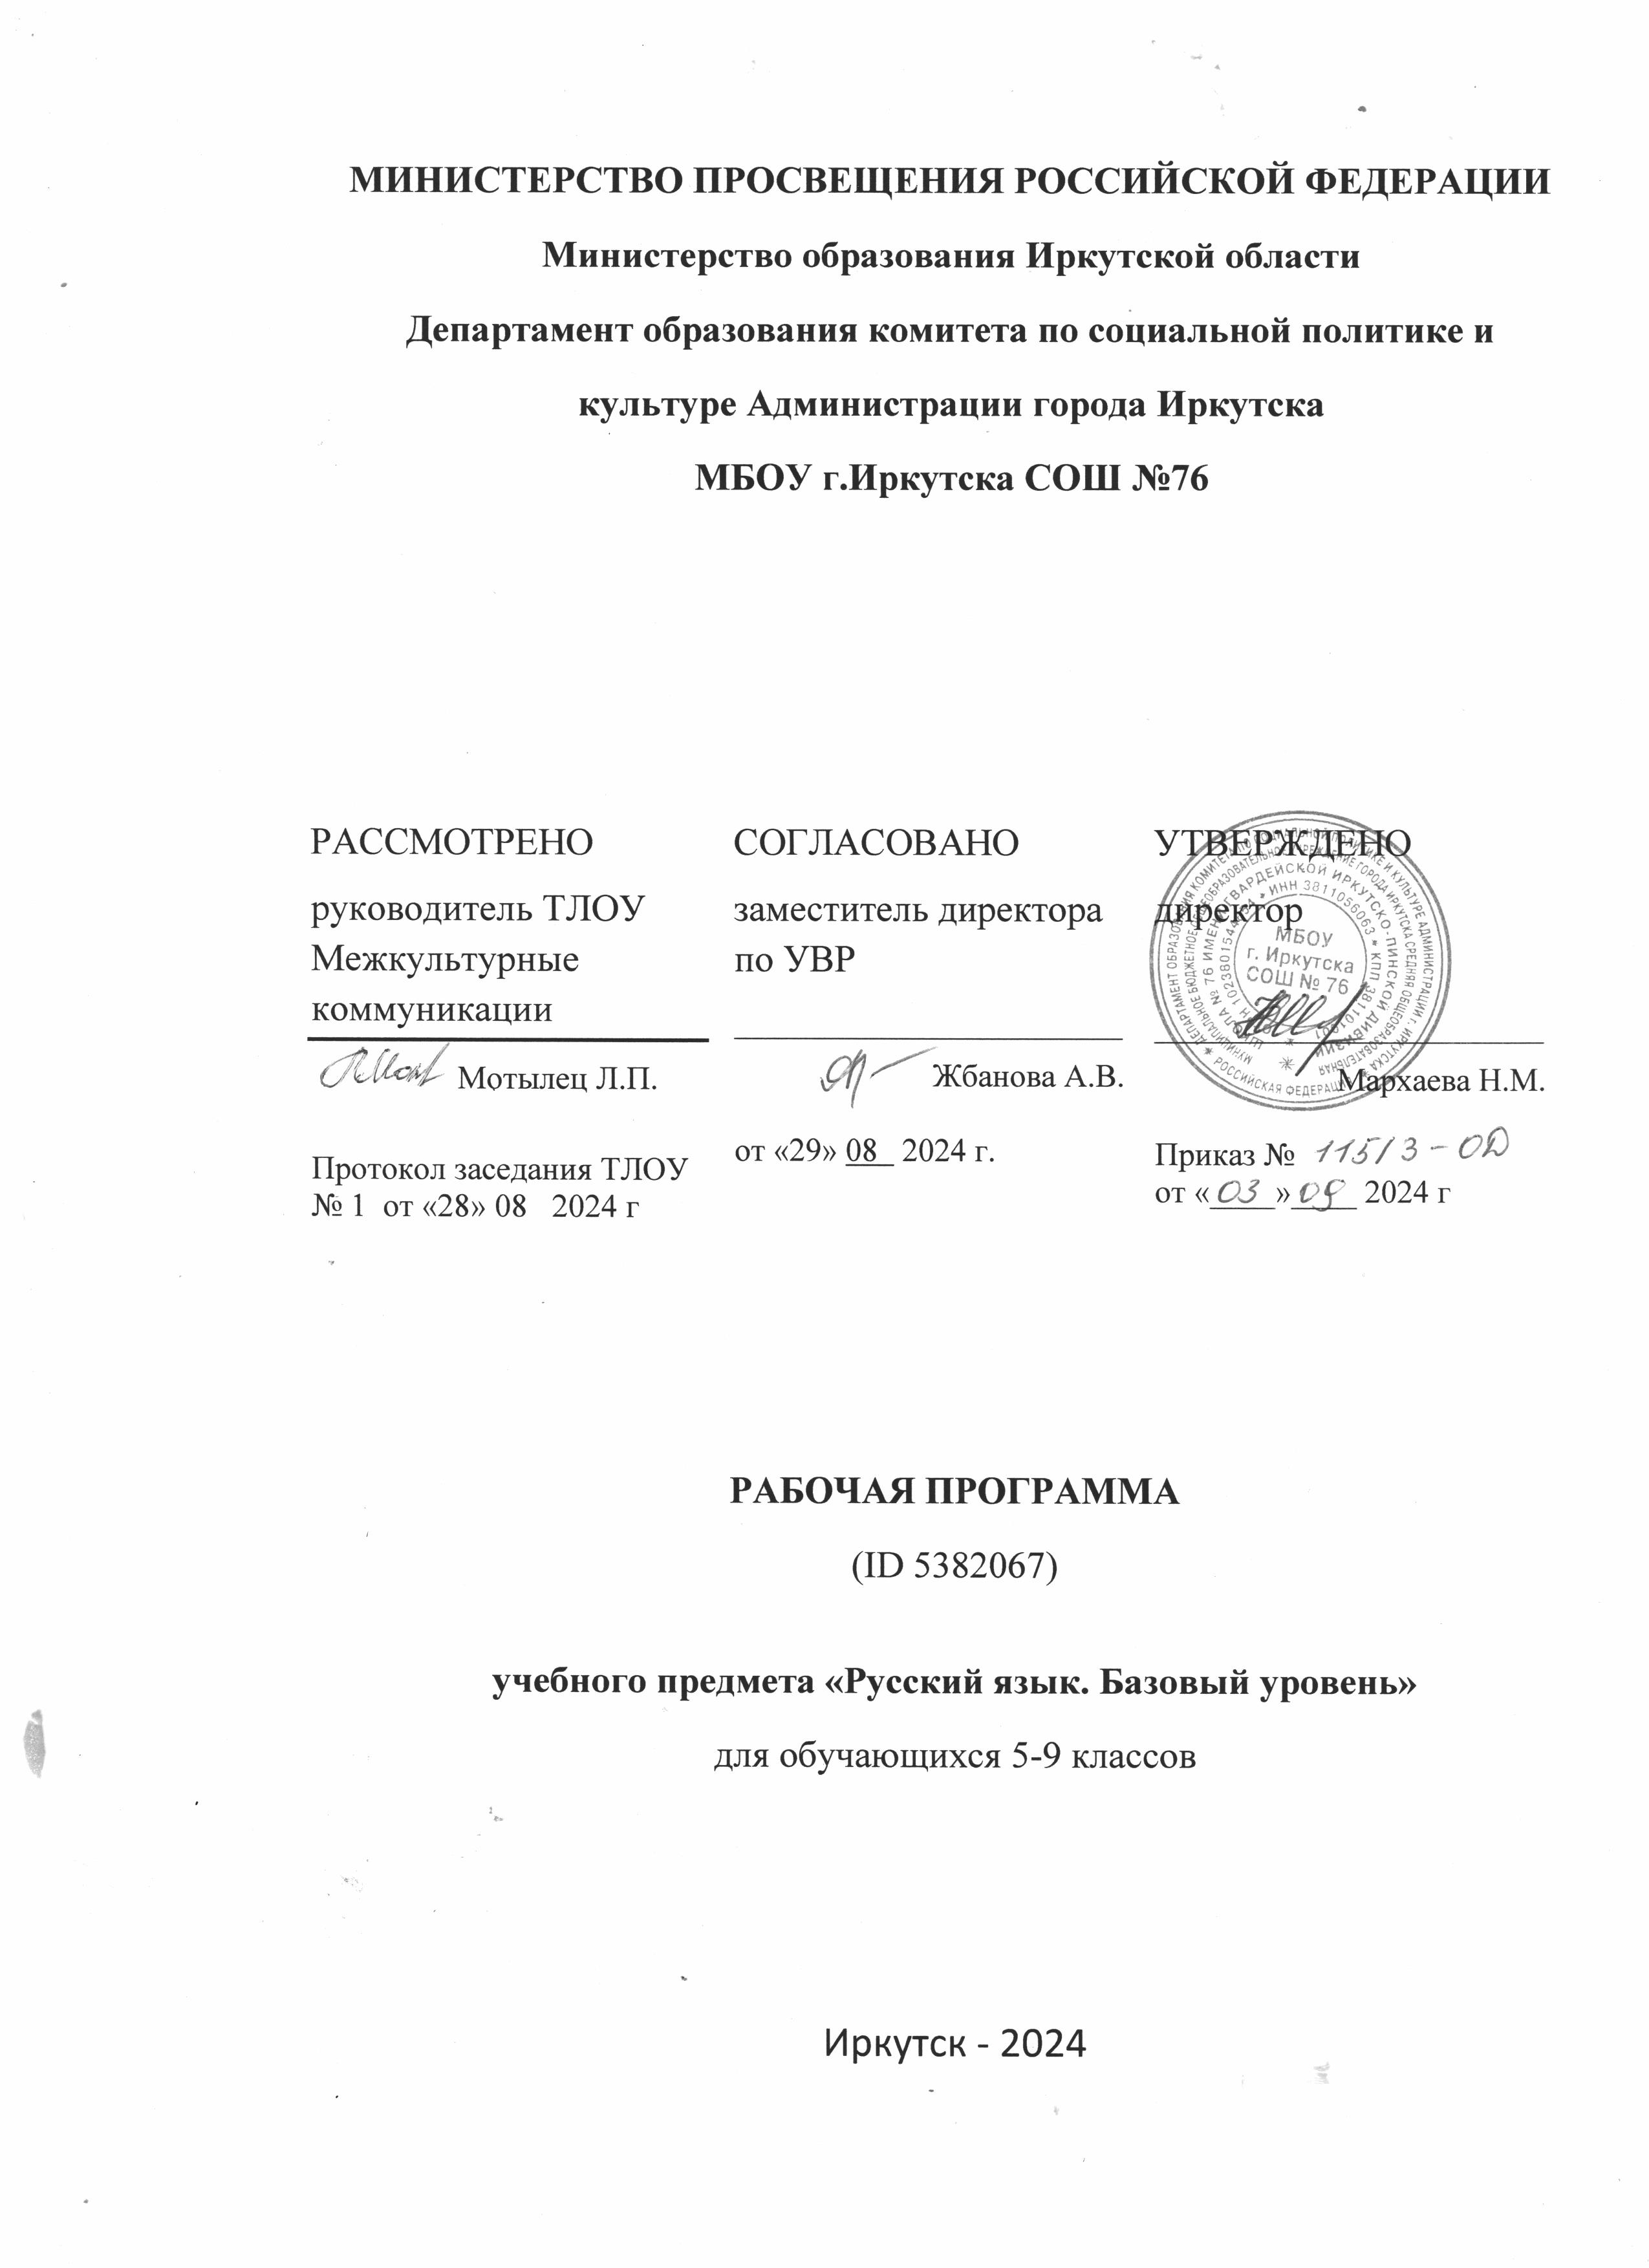 МИНИСТЕРСТВО ПРОСВЕЩЕНИЯ РОССИЙСКОЙ ФЕДЕРАЦИИ
Министерство образования Иркутской области
Департамент образования комитета по социальной политике и
культуре Администрации города Иркутска
МБОУ г.Иркутска СОШ №76
РАССМОТРЕНО
руководитель ТЛОУ
Межкультурные
коммуникации
Мотылец Л.П.
Протокол заседания ТЛОУ
№ 1 от «28» 08 2024 г
СОГЛАСОВАНО
заместитель директора
по УВР
Жбанова А.В.
от «29» 08 2024 г.
УТВЕРЖДЕНО
директор
МБОУ
г. Иркутска
СОШ № 76
Мархаева Н.М.
Приказ № 115/3-ОД
от «03» 09 2024 г
РАБОЧАЯ ПРОГРАММА
(ID 5382067)
учебного предмета «Русский язык. Базовый уровень»
для обучающихся 5-9 классов
Иркутск - 2024